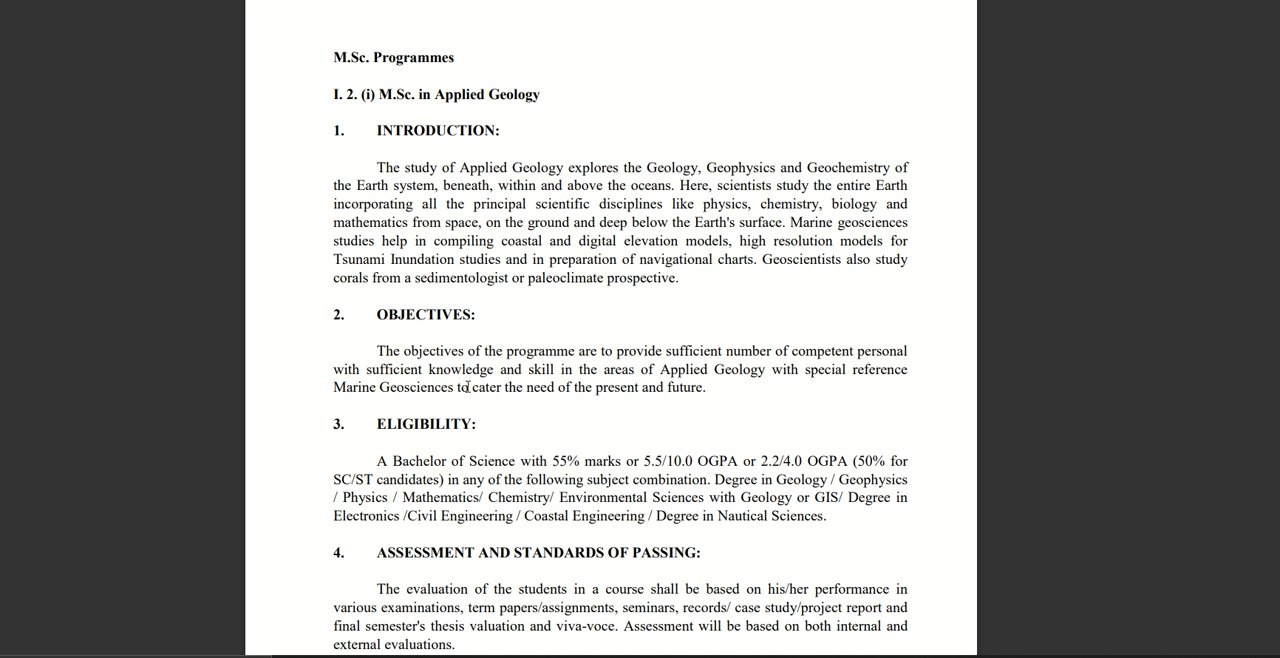 M.Sc. Programmes
I. 2. (i) M.Sc. in Applied Geology
1. INTRODUCTION:
The study of Applied Geology explores the Geology, Geophysics and Geochemistry of
the Earth system, beneath, within and above the oceans. Here, scientists study the entire Earth
incorporating all the principal scientific disciplines like physics, chemistry, biology and
mathematics from space, on the ground and deep below the Earth's surface. Marine geosciences
studies help in compiling coastal and digital elevation models, high resolution models for
Tsunami Inundation studies and in preparation of navigational charts. Geoscientists also study
corals from a sedimentologist or paleoclimate prospective.
2. OBJECTIVES:
The objectives of the programme are to provide sufficient number of competent personal
with sufficient knowledge and skill in the areas of Applied Geology with special reference
Marine Geosciences to cater the need of the present and future.
3. ELIGIBILITY:
A Bachelor of Science with 55% marks or 5.5/10.0 OGPA or 2.2/4.0 OGPA (50% for
SC/ST candidates) in any of the following subject combination. Degree in Geology / Geophysics
/ Physics / Mathematics/ Chemistry/ Environmental Sciences with Geology or GIS/ Degree in
Electronics /Civil Engineering / Coastal Engineering / Degree in Nautical Sciences.
4. ASSESSMENT AND STANDARDS OF PASSING:
The evaluation of the students in a course shall be based on his/her performance in
various examinations, term papers/assignments, seminars, records/ case study/project report and
final semester's thesis valuation and viva-voce. Assessment will be based on both internal and
external evaluations.